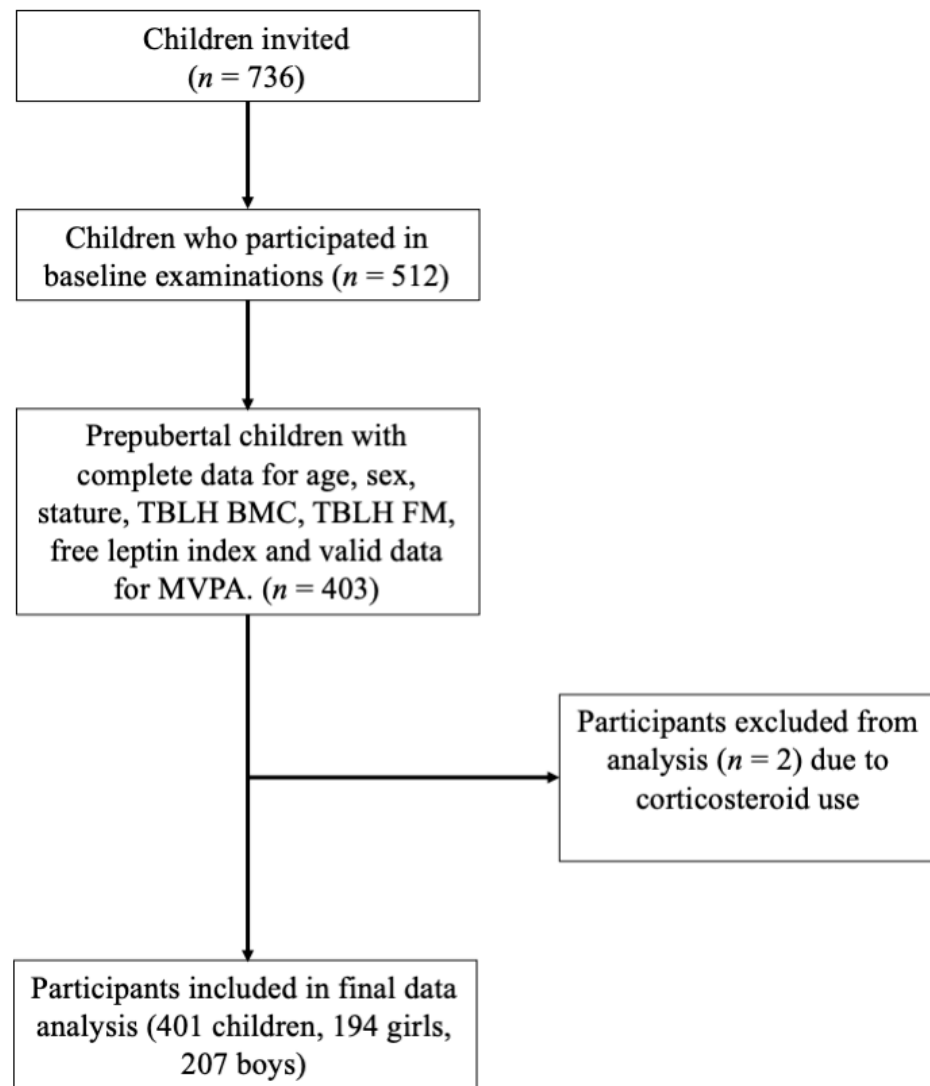 Children invited
(n = 736)
Children who participated in
baseline examinations (n = 512)
Prepubertal children with
complete data for age, sex,
stature, TBLH BMC, TBLH FM,
free leptin index and valid data
for MVPA. (n = 403)
Participants excluded from
analysis (n = 2) due to
corticosteroid use
Participants included in final data
analysis (401 children, 194 girls,
207 boys)